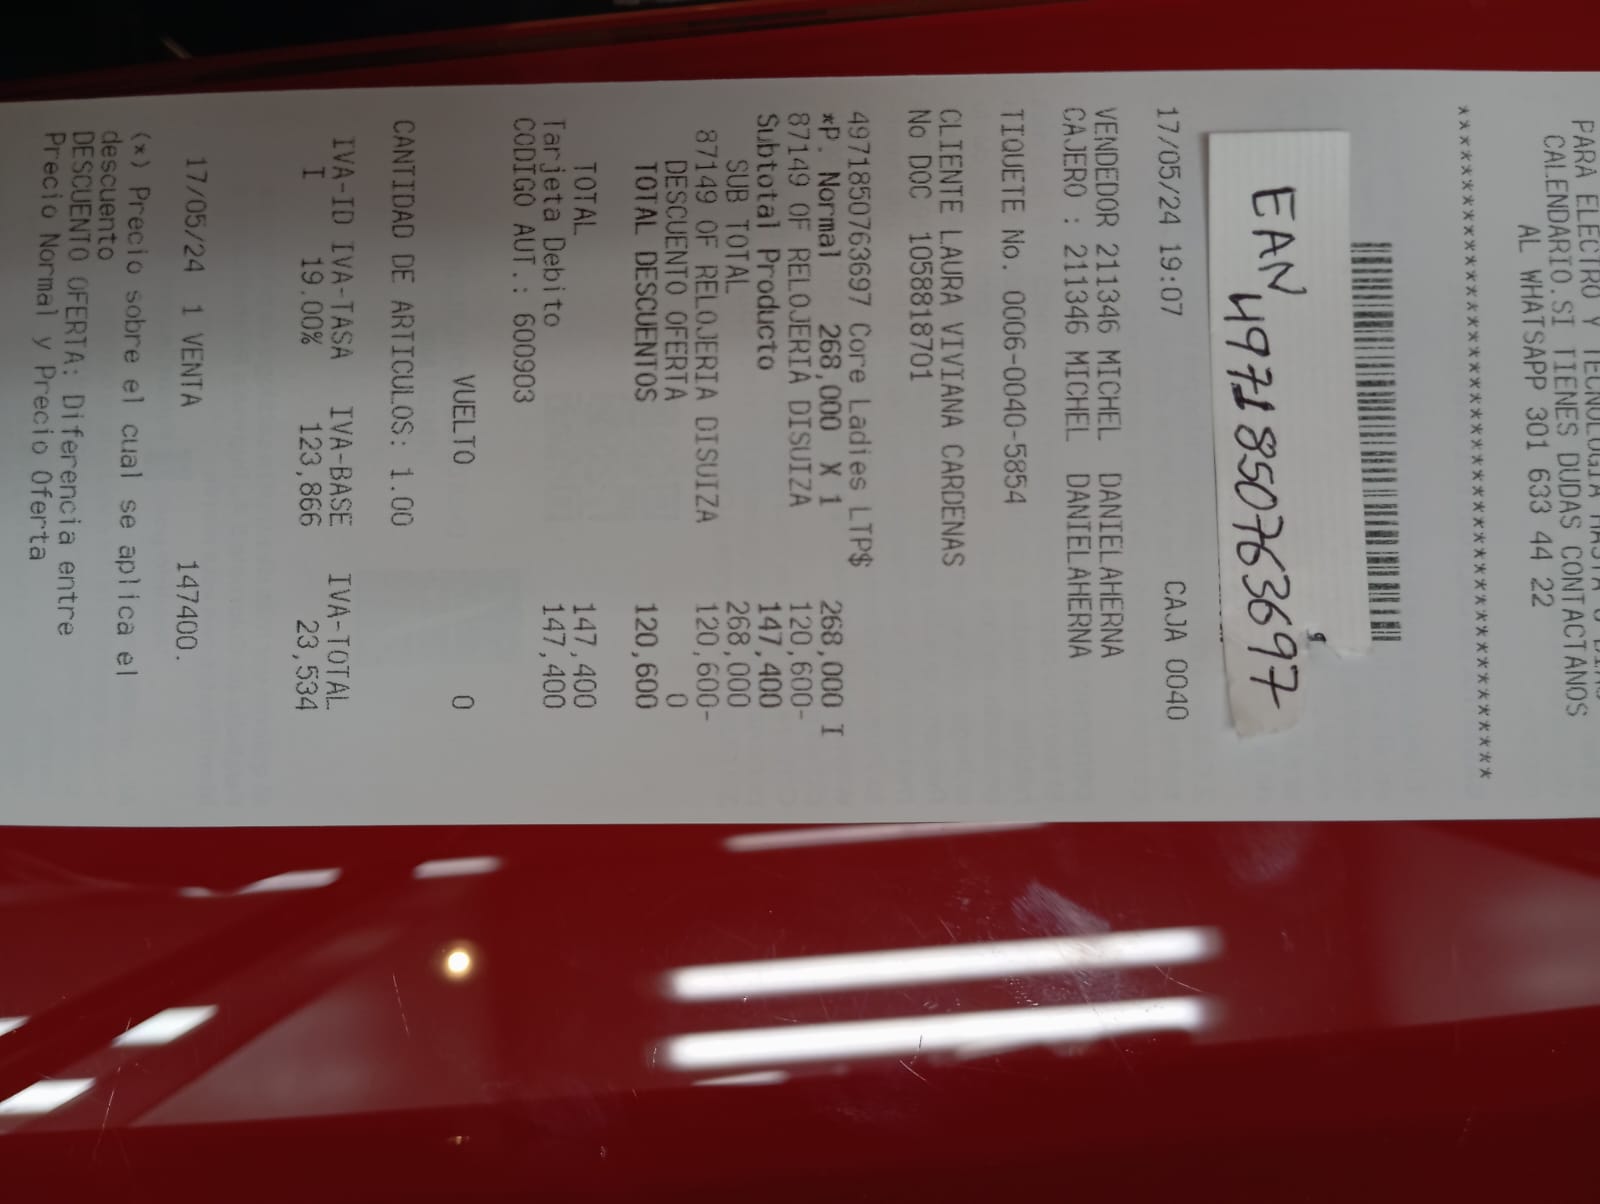 PARA ELECTRO Y TECNOLOGIA HASTA
CALENDARIO.SI TIENES DUDAS CONTACTANOS
AL WHATSAPP 301 633 44 22
****************************************
EAN 4971850763697
17/05/24 19:07 CAJA 0040
VENDEDOR 211346 MICHEL DANIELAHERNA
CAJERO : 211346 MICHEL DANIELAHERNA
TIQUETE No. 0006-0040-5854
CLIENTE LAURA VIVIANA CARDENAS
No DOC 1058818701
4971850763697 Core Ladies LTP$
*P. Normal 268,000 X 1 268,000 I
87149 OF RELOJERIA DISUIZA 120,600-
Subtotal Producto 147,400
SUB TOTAL 268,000
87149 OF RELOJERIA DISUIZA 120,600-
DESCUENTO OFERTA 0
TOTAL DESCUENTOS 120,600
TOTAL 147,400
Tarjeta Debito 147,400
CODIGO AUT.: 600903
VUELTO 0
CANTIDAD DE ARTICULOS: 1.00
IVA-ID IVA-TASA IVA-BASE IVA-TOTAL
I 19.00% 123,866 23,534
17/05/24 1 VENTA 147400.
(*) Precio sobre el cual se aplica el
descuento
DESCUENTO OFERTA: Diferencia entre
Precio Normal y Precio Oferta